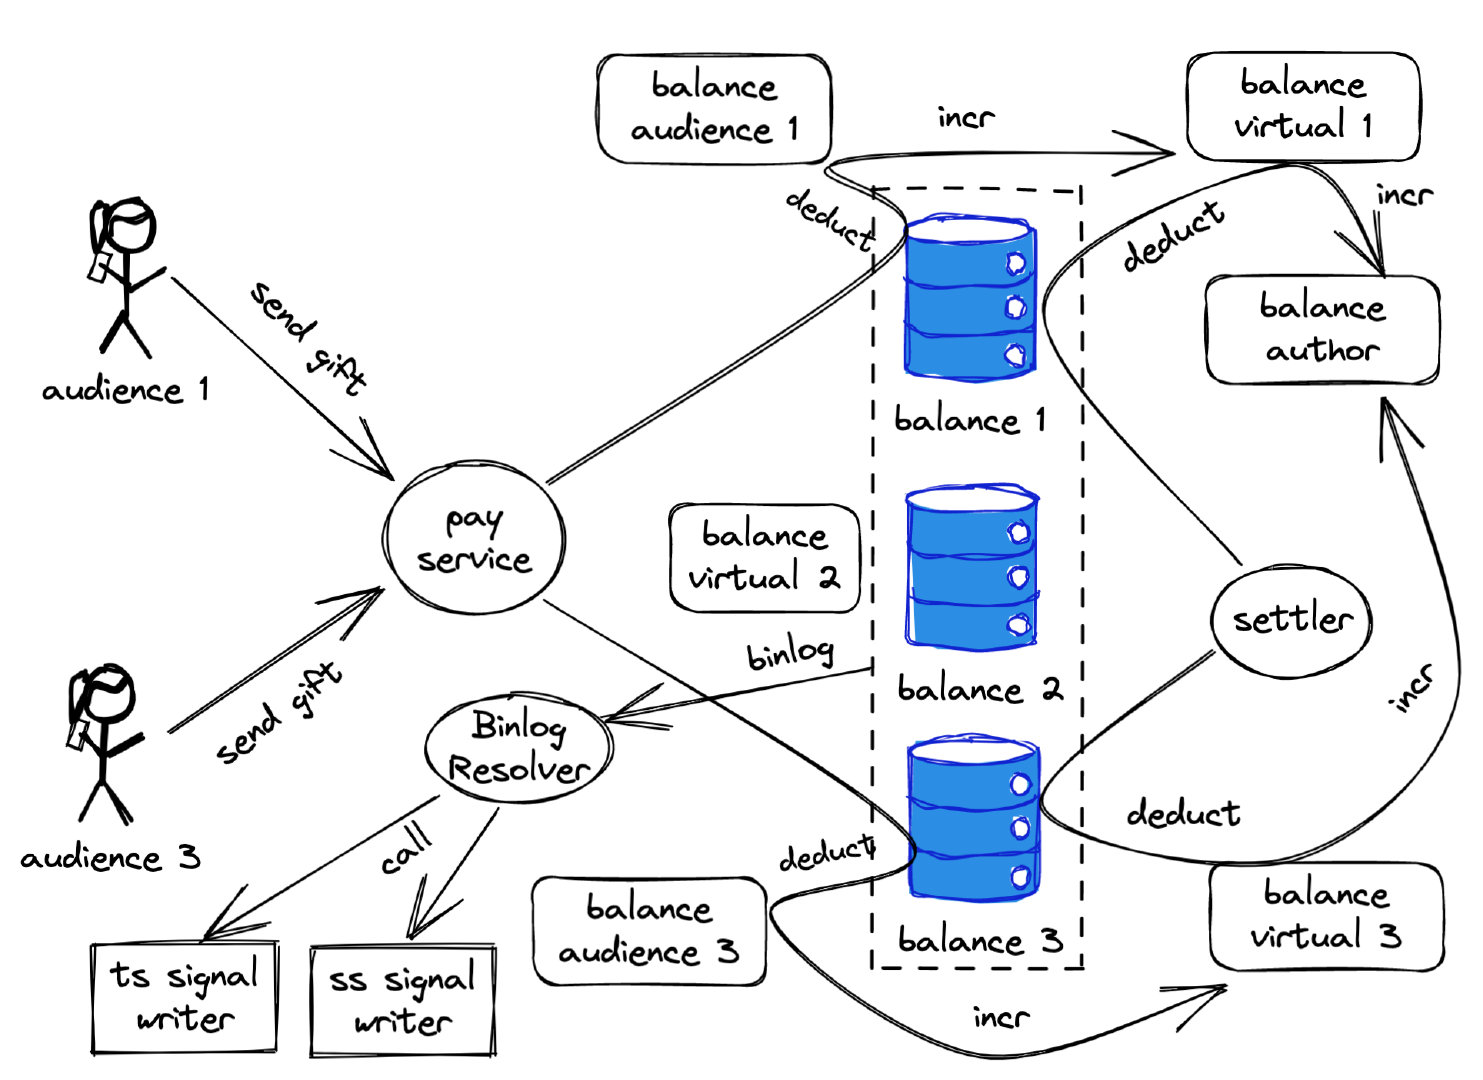 balance
audience 1
incr
balance
virtual 1
deduct
deduct
incr
send gift
audience 1
balance
author
balance 1
pay
service
balance
virtual 2
settler
binlog
balance 2
send gift
incr
Binlog
Resolver
audience 3
call
deduct
deduct
balance
audience 3
balance 3
balance
virtual 3
ts signal
writer
ss signal
writer
incr